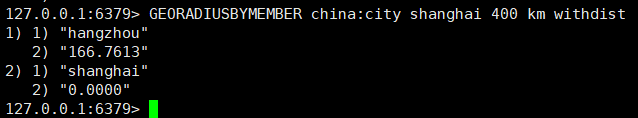 127.0.0.1:6379> GEORADIUSBYMEMBER china:city shanghai 400 km withdist
1) 1) "hangzhou"
   2) "166.7613"
2) 1) "shanghai"
   2) "0.0000"
127.0.0.1:6379>